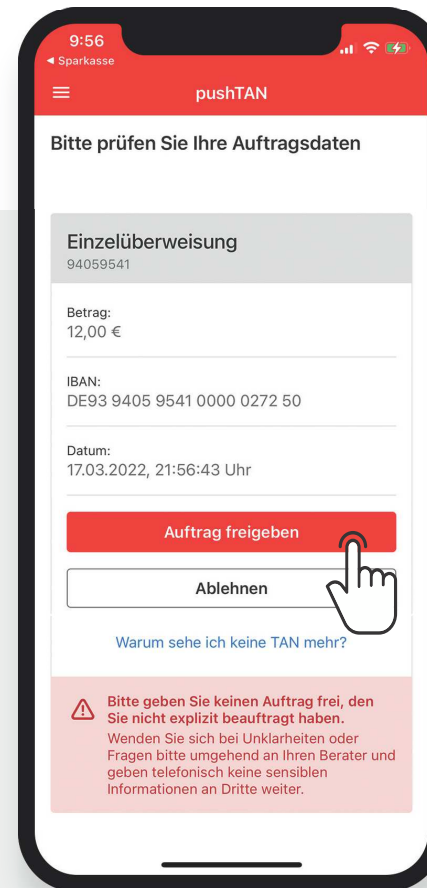 9:56
◄ Sparkasse
pushTAN
Bitte prüfen Sie Ihre Auftragsdaten
Einzelüberweisung
94059541
Betrag:
12,00 €
IBAN:
DE93 9405 9541 0000 0272 50
Datum:
17.03.2022, 21:56:43 Uhr
Auftrag freigeben
Ablehnen
Warum sehe ich keine TAN mehr?
Bitte geben Sie keinen Auftrag frei, den
Sie nicht explizit beauftragt haben.
Wenden Sie sich bei Unklarheiten oder
Fragen bitte umgehend an Ihren Berater und
geben telefonisch keine sensiblen
Informationen an Dritte weiter.